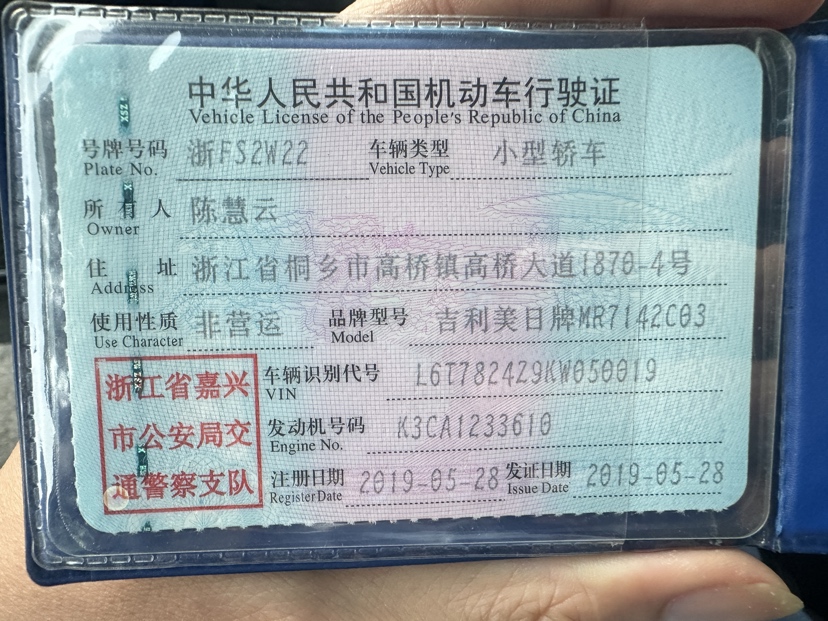 中华人民共和国机动车行驶证
Vehicle License of the People's Republic of China
号牌号码 浙FS2W22 车辆类型 小型轿车
Plate No. Vehicle Type
所有人 陈慧云
Owner
住址 浙江省桐乡市高桥镇高桥大道1870-4号
Address
使用性质 非营运 品牌型号 吉利美日牌MR7142C03
Use Character Model
浙江省嘉兴 车辆识别代号 L6T7824Z9KW050019
VIN
市公安局交 发动机号码 K3CA1233610
Engine No.
通警察支队 注册日期 2019-05-28 发证日期 2019-05-28
Register Date Issue Date